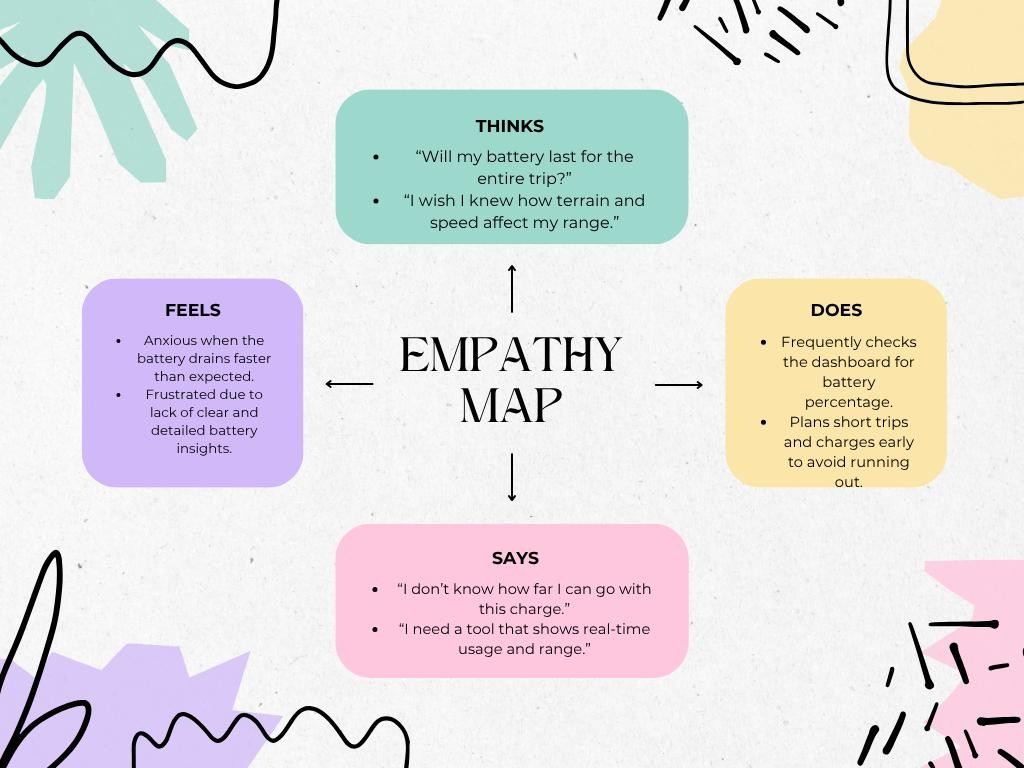 THINKS
• “Will my battery last for the
entire trip?”
• “I wish I knew how terrain and
speed affect my range.”
FEELS
• Anxious when the
battery drains faster
than expected.
• Frustrated due to
lack of clear and
detailed battery
insights.
EMPATHY
MAP
DOES
• Frequently checks
the dashboard for
battery
percentage.
• Plans short trips
and charges early
to avoid running
out.
SAYS
• “I don’t know how far I can go with
this charge.”
• “I need a tool that shows real-time
usage and range.”